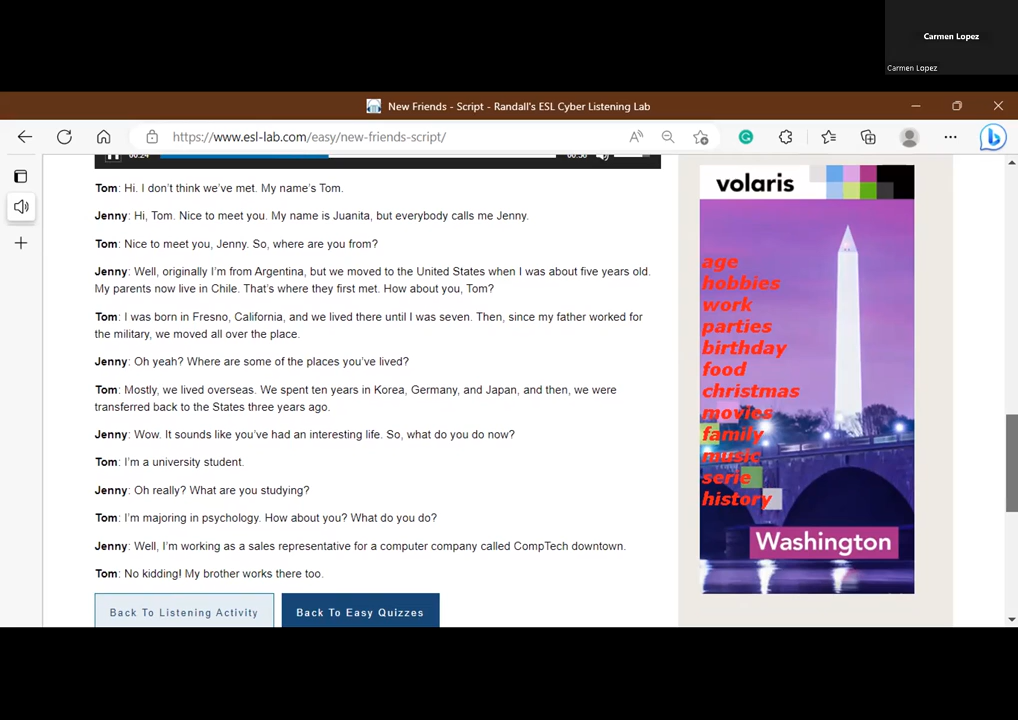 Carmen Lopez
Carmen Lopez
New Friends - Script - Randall's ESL Cyber Listening Lab
https://www.esl-lab.com/easy/new-friends-script/
Tom: Hi. I don't think we've met. My name's Tom.
Jenny: Hi, Tom. Nice to meet you. My name is Juanita, but everybody calls me Jenny.
Tom: Nice to meet you, Jenny. So, where are you from?
Jenny: Well, originally I'm from Argentina, but we moved to the United States when I was about five years old.
My parents now live in Chile. That's where they first met. How about you, Tom?
Tom: I was born in Fresno, California, and we lived there until I was seven. Then, since my father worked for
the military, we moved all over the place.
Jenny: Oh yeah? Where are some of the places you've lived?
Tom: Mostly, we lived overseas. We spent ten years in Korea, Germany, and Japan, and then, we were
transferred back to the States three years ago.
Jenny: Wow. It sounds like you've had an interesting life. So, what do you do now?
Tom: I'm a university student.
Jenny: Oh really? What are you studying?
Tom: I'm majoring in psychology. How about you? What do you do?
Jenny: Well, I'm working as a sales representative for a computer company called CompTech downtown.
Tom: No kidding! My brother works there too.
Back To Listening Activity
Back To Easy Quizzes
volaris
age
hobbies
work
parties
birthday
food
christmas
movies
family
music
serie
history
Washington